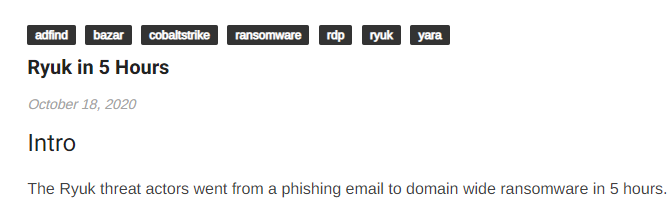 adfind bazar cobaltstrike ransomware rdp ryuk yara
Ryuk in 5 Hours
October 18, 2020
Intro
The Ryuk threat actors went from a phishing email to domain wide ransomware in 5 hours.